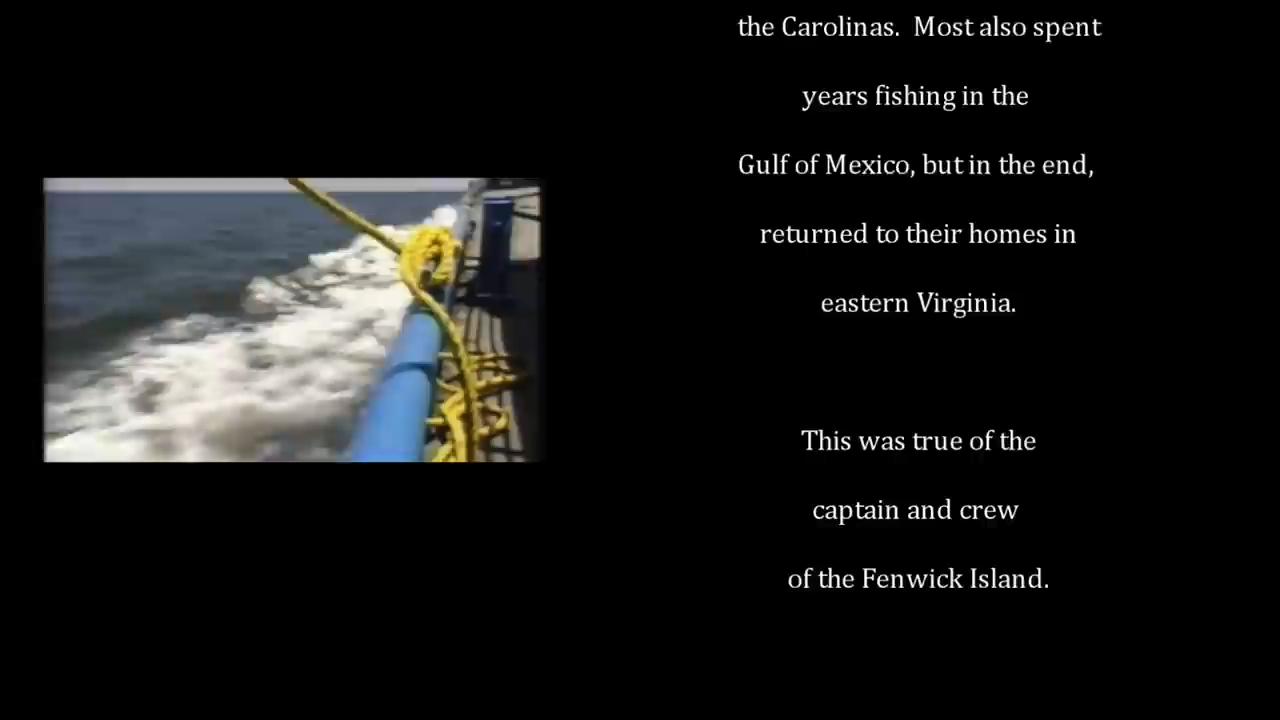 the Carolinas.  Most also spent
years fishing in the
Gulf of Mexico, but in the end,
returned to their homes in
eastern Virginia.
This was true of the
captain and crew
of the Fenwick Island.